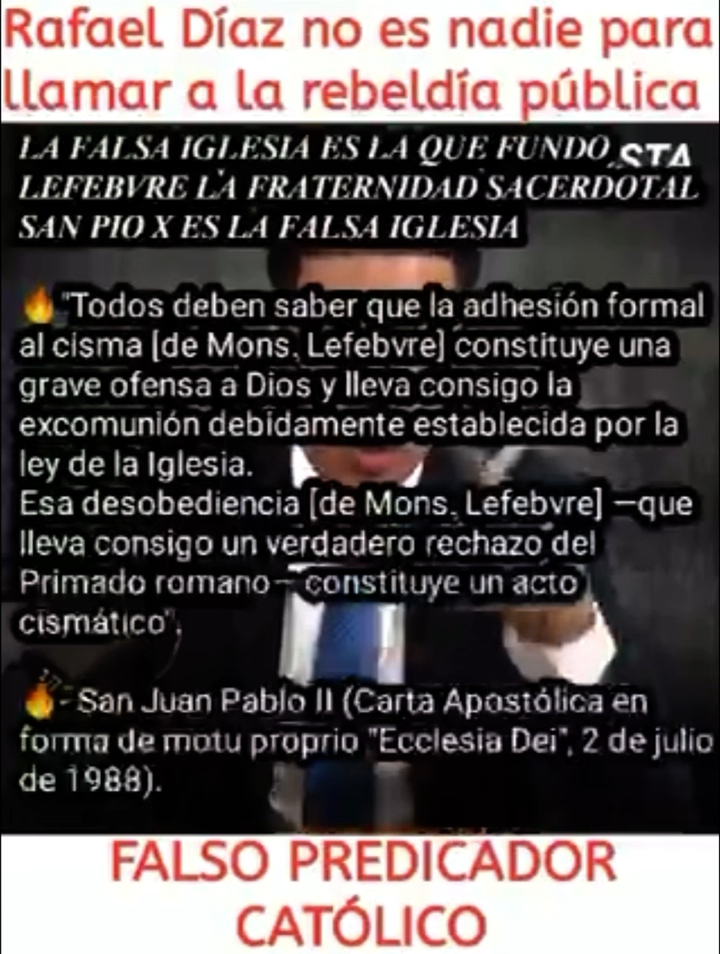 Rafael Díaz no es nadie para
llamar a la rebeldía pública
LA FALSA IGLESIA ES LA QUE FUNDO STA
LEFEBVRE LA FRATERNIDAD SACERDOTAL
SAN PIO X ES LA FALSA IGLESIA
🔥"Todos deben saber que la adhesión formal
al cisma [de Mons. Lefebvre] constituye una
grave ofensa a Dios y lleva consigo la
excomunión debidamente establecida por la
ley de la Iglesia.
Esa desobediencia [de Mons. Lefebvre] —que
lleva consigo un verdadero rechazo del
Primado romano— constituye un acto
cismático".
🔥- San Juan Pablo II (Carta Apostólica en
forma de motu proprio "Ecclesia Dei", 2 de julio
de 1988).
FALSO PREDICADOR
CATÓLICO